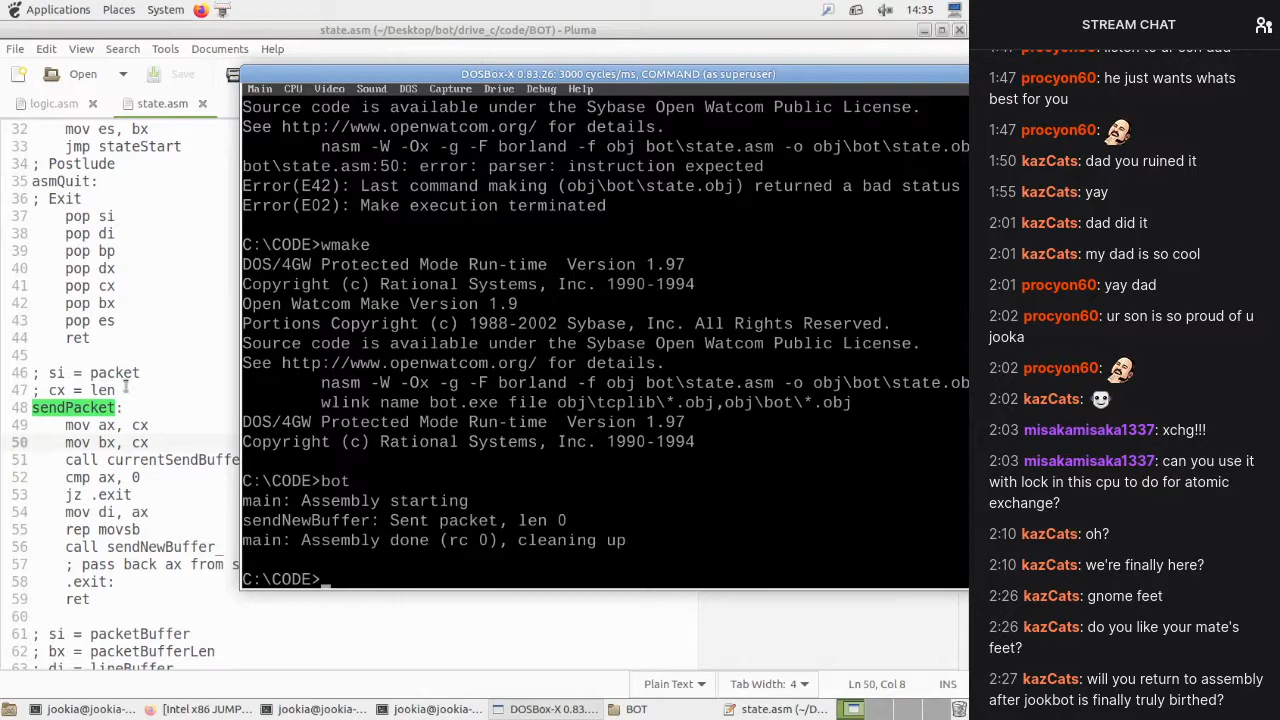 Applications Places System 14:35
state.asm (~/Desktop/bot/drive_c/code/BOT) - Pluma
File Edit View Search Tools Documents Help
Open Save
logic.asm state.asm
32 mov es, bx
33 jmp stateStart
34 ; Postlude
35 asmQuit:
36 ; Exit
37 pop si
38 pop di
39 pop bp
40 pop dx
41 pop cx
42 pop bx
43 pop es
44 ret
45
46 ; si = packet
47 ; cx = len
48 sendPacket:
49 mov ax, cx
50 mov bx, cx
51 call currentSendBuffe
52 cmp ax, 0
53 jz .exit
54 mov di, ax
55 rep movsb
56 call sendNewBuffer_
57 ; pass back ax from s
58 .exit:
59 ret
60
61 ; si = packetBuffer
62 ; bx = packetBufferLen
63 ; di = lineBuffer
DOSBox-X 0.83.26: 3000 cycles/ms, COMMAND (as superuser)
Main CPU Video Sound DOS Capture Drive Debug Help
Source code is available under the Sybase Open Watcom Public License.
See http://www.openwatcom.org/ for details.
nasm -W -Ox -g -F borland -f obj bot\state.asm -o obj\bot\state.ob
bot\state.asm:50: error: parser: instruction expected
Error(E42): Last command making (obj\bot\state.obj) returned a bad status
Error(E02): Make execution terminated
C:\CODE>wmake
DOS/4GW Protected Mode Run-time  Version 1.97
Copyright (c) Rational Systems, Inc. 1990-1994
Open Watcom Make Version 1.9
Portions Copyright (c) 1988-2002 Sybase, Inc. All Rights Reserved.
Source code is available under the Sybase Open Watcom Public License.
See http://www.openwatcom.org/ for details.
nasm -W -Ox -g -F borland -f obj bot\state.asm -o obj\bot\state.ob
wlink name bot.exe file obj\tcplib\*.obj,obj\bot\*.obj
DOS/4GW Protected Mode Run-time  Version 1.97
Copyright (c) Rational Systems, Inc. 1990-1994
C:\CODE>bot
main: Assembly starting
sendNewBuffer: Sent packet, len 0
main: Assembly done (rc 0), cleaning up
C:\CODE>_
Plain Text Tab Width: 4 Ln 50, Col 8 INS
jookia@jookia-... [Intel x86 JUMP... jookia@jookia-... jookia@jookia-... DOSBox-X 0.83.... BOT state.asm (~/D...
STREAM CHAT
1:47 procyon60: listen to ur son dad
1:47 procyon60: he just wants whats
best for you
1:47 procyon60:
1:50 kazCats: dad you ruined it
1:55 kazCats: yay
2:01 kazCats: dad did it
2:01 kazCats: my dad is so cool
2:01 procyon60: yay dad
2:02 procyon60: ur son is so proud of u
jooka
2:02 procyon60:
2:02 kazCats:
2:03 misakamisaka1337: xchg!!!
2:03 misakamisaka1337: can you use it
with lock in this cpu to do for atomic
exchange?
2:10 kazCats: oh?
2:10 kazCats: we're finally here?
2:26 kazCats: gnome feet
2:26 kazCats: do you like your mate's
feet?
2:27 kazCats: will you return to assembly
after jookbot is finally truly birthed?